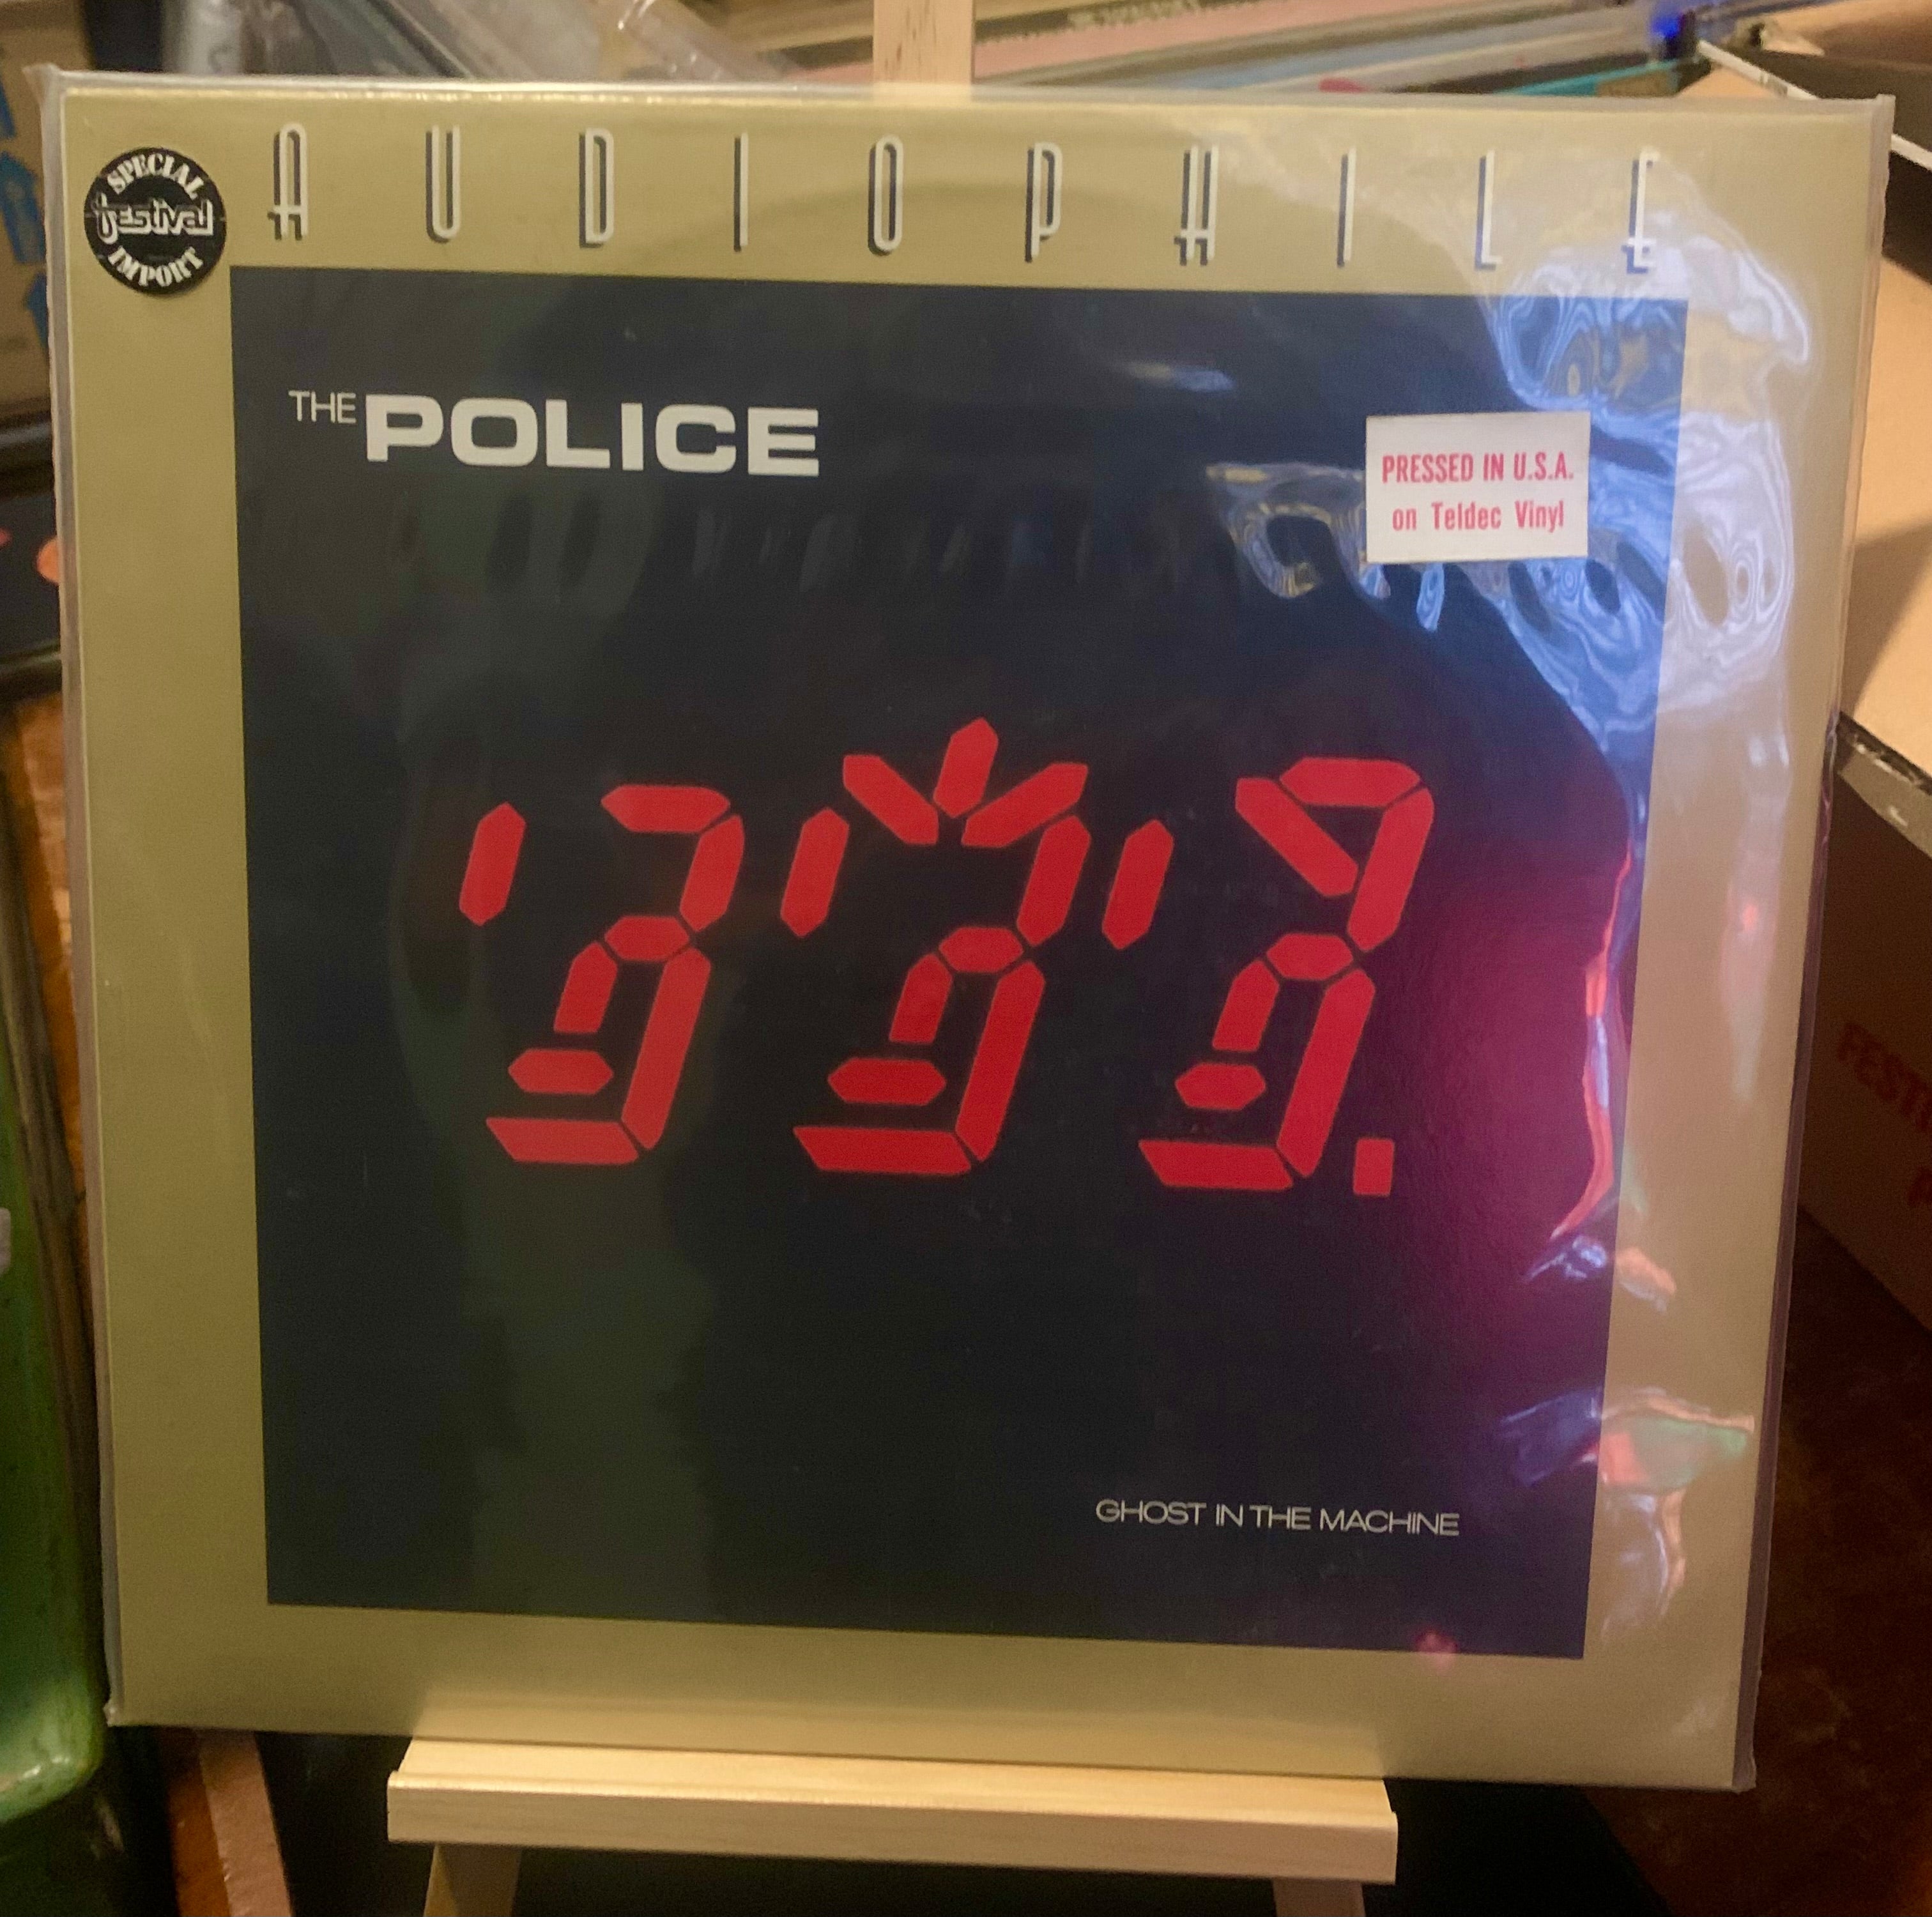 AUDIOPHILE
SPECIAL
festival
IMPORT
THE POLICE
PRESSED IN U.S.A.
on Teldec Vinyl
GHOST IN THE MACHINE